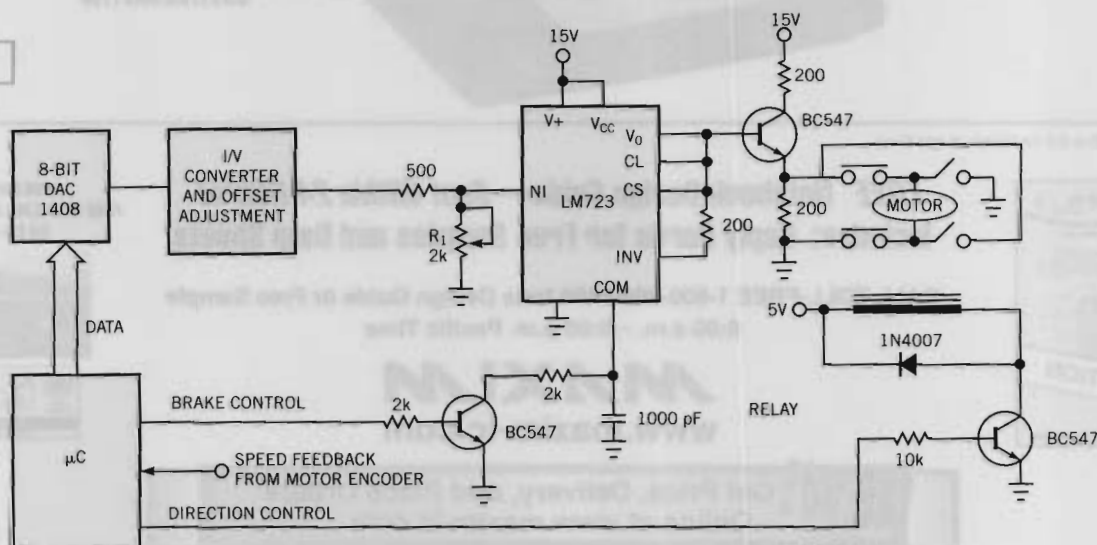 15V
15V
200
BC547
V+
VCC
VO
CL
CS
INV
NI
LM723
COM
8-BIT
DAC
1408
I/V
CONVERTER
AND OFFSET
ADJUSTMENT
500
R1
2k
200
200
MOTOR
DATA
5V
1N4007
RELAY
BRAKE CONTROL
2k
2k
BC547
1000 pF
µC
SPEED FEEDBACK
FROM MOTOR ENCODER
DIRECTION CONTROL
10k
BC547